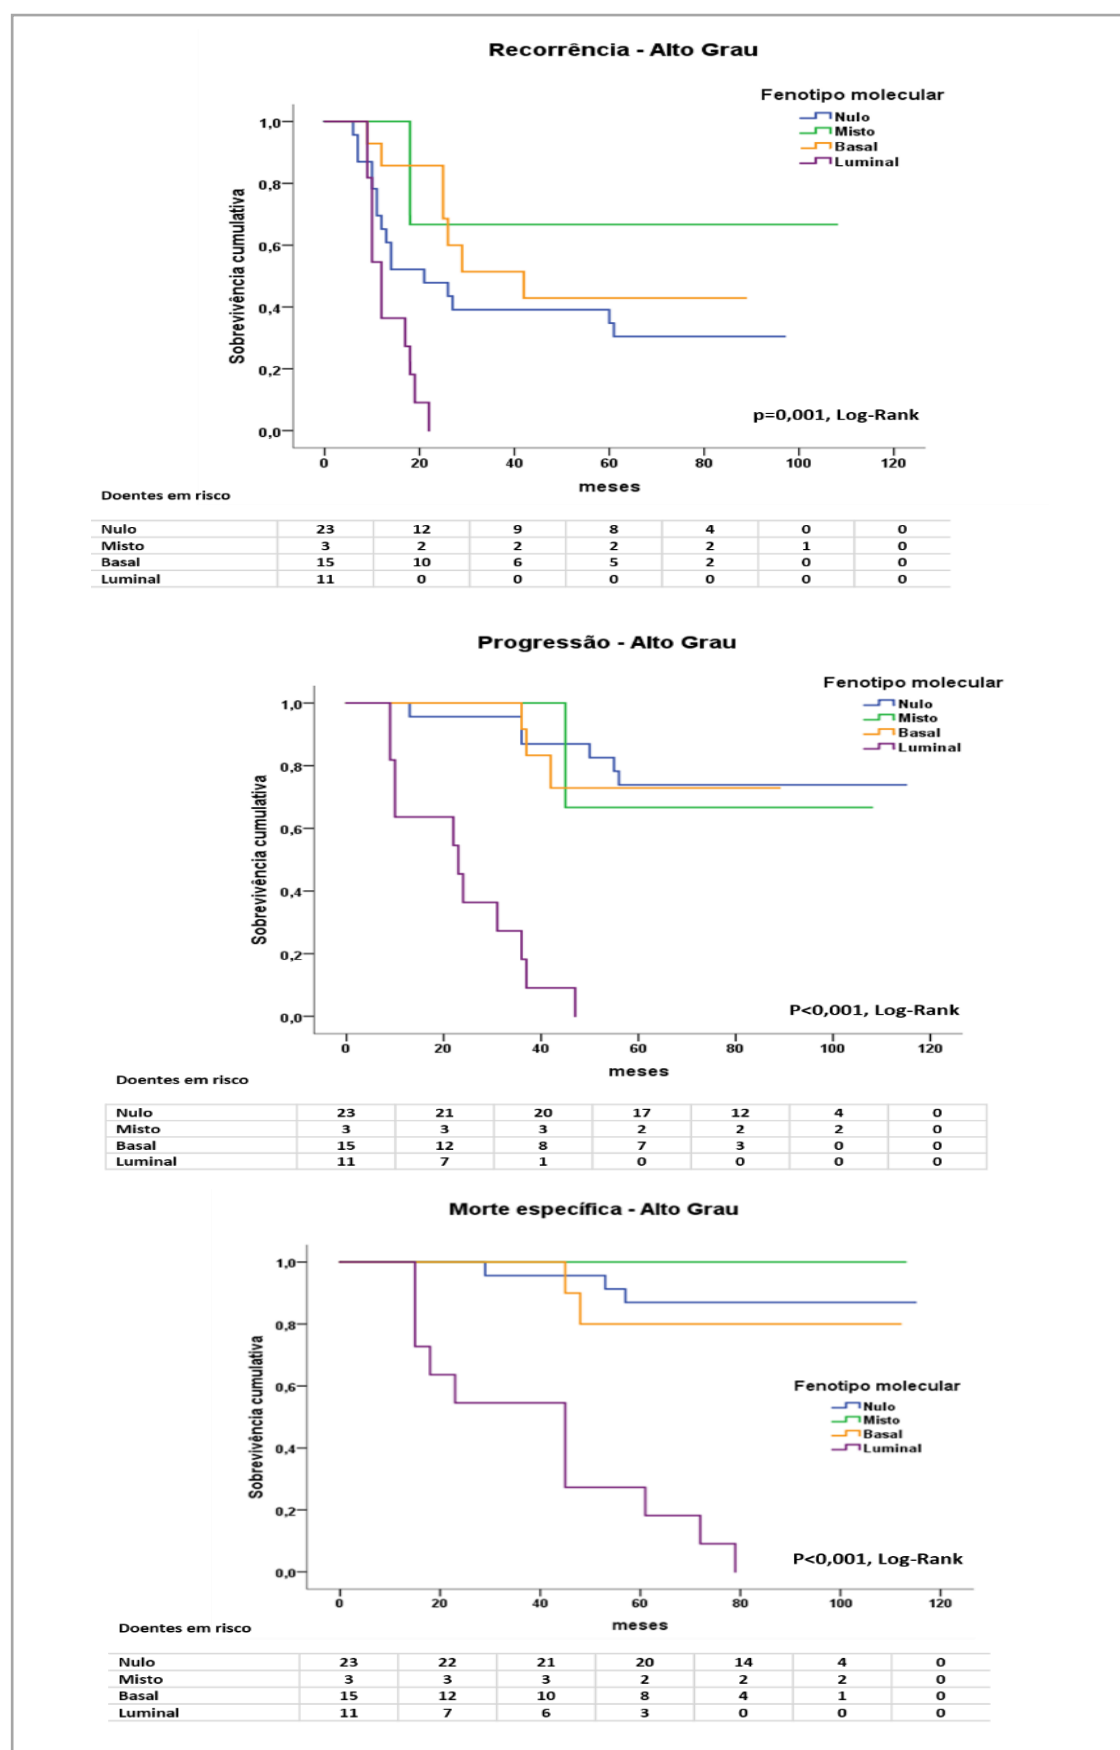 Recorrência - Alto Grau
Fenotipo molecular
Nulo
Misto
Basal
Luminal
Sobrevivência cumulativa
1,0
0,8
0,6
0,4
0,2
0,0
p=0,001, Log-Rank
0 20 40 60 80 100 120
meses
Doentes em risco
Nulo 23 12 9 8 4 0 0
Misto 3 2 2 2 2 1 0
Basal 15 10 6 5 2 0 0
Luminal 11 0 0 0 0 0 0
Progressão - Alto Grau
Fenotipo molecular
Nulo
Misto
Basal
Luminal
Sobrevivência cumulativa
1,0
0,8
0,6
0,4
0,2
0,0
P<0,001, Log-Rank
0 20 40 60 80 100 120
meses
Doentes em risco
Nulo 23 21 20 17 12 4 0
Misto 3 3 3 2 2 2 0
Basal 15 12 8 7 3 0 0
Luminal 11 7 1 0 0 0 0
Morte específica - Alto Grau
Sobrevivência cumulativa
1,0
0,8
0,6
0,4
0,2
0,0
Fenotipo molecular
Nulo
Misto
Basal
Luminal
P<0,001, Log-Rank
0 20 40 60 80 100 120
meses
Doentes em risco
Nulo 23 22 21 20 14 4 0
Misto 3 3 3 2 2 2 0
Basal 15 12 10 8 4 1 0
Luminal 11 7 6 3 0 0 0